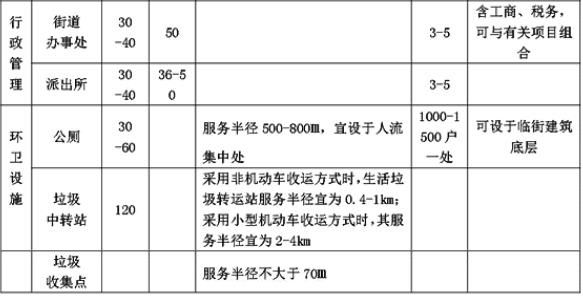 行政管理
街道办事处
30-40
50
3-5
含工商、税务，可与有关项目组合
派出所
30-40
36-50
3-5
环卫设施
公厕
30-60
服务半径500-800m，宜设于人流集中处
1000-1500户一处
可设于临街建筑底层
垃圾中转站
120
采用非机动车收运方式时，生活垃圾转运站服务半径宜为0.4-1km；采用小型机动车收运方式时，其服务半径宜为2-4km
垃圾收集点
服务半径不大于70m